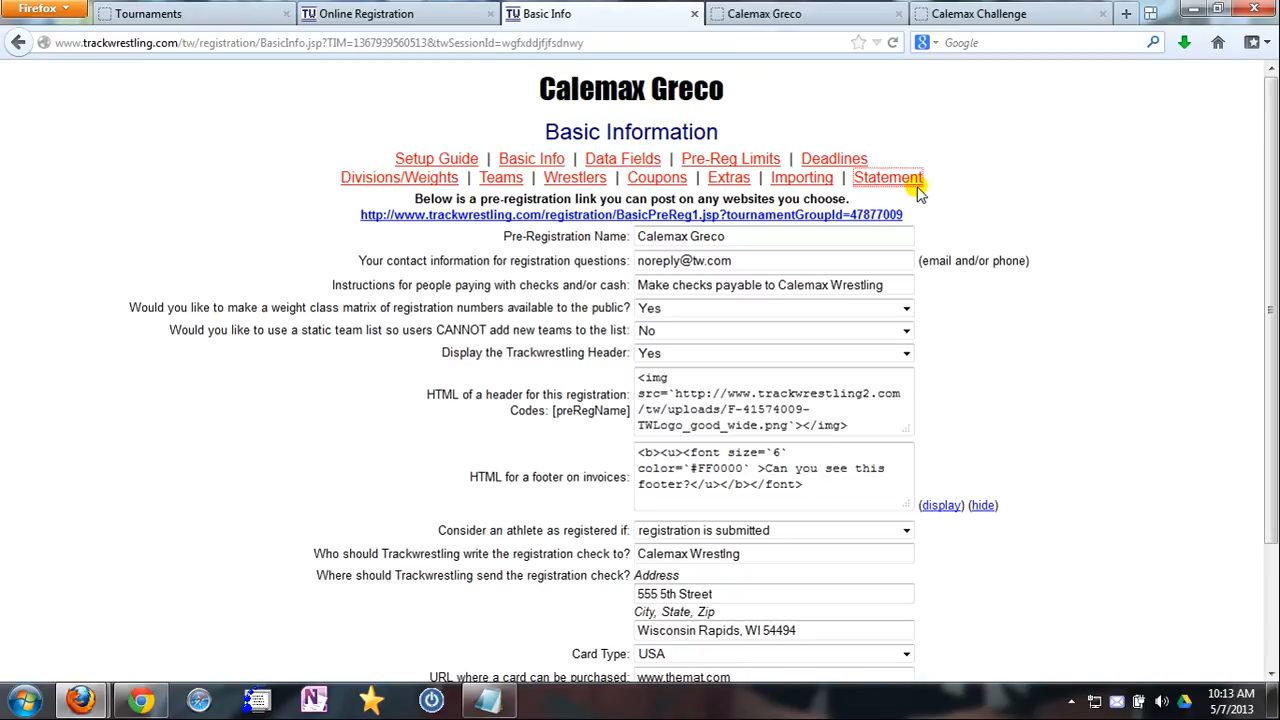 Firefox
Tournaments
TW Online Registration
TW Basic Info
Calemax Greco
Calemax Challenge
www.trackwrestling.com/tw/registration/BasicInfo.jsp?TIM=1367939560513&twSessionId=wgfxddjfjfsdnwy
Google
Calemax Greco
Basic Information
Setup Guide | Basic Info | Data Fields | Pre-Reg Limits | Deadlines
Divisions/Weights | Teams | Wrestlers | Coupons | Extras | Importing | Statement
Below is a pre-registration link you can post on any websites you choose.
http://www.trackwrestling.com/registration/BasicPreReg1.jsp?tournamentGroupId=47877009
Pre-Registration Name: Calemax Greco
Your contact information for registration questions: noreply@tw.com (email and/or phone)
Instructions for people paying with checks and/or cash: Make checks payable to Calemax Wrestling
Would you like to make a weight class matrix of registration numbers available to the public? Yes
Would you like to use a static team list so users CANNOT add new teams to the list: No
Display the Trackwrestling Header: Yes
HTML of a header for this registration:
Codes: [preRegName]
<img
src=`http://www.trackwrestling2.com
/tw/uploads/F-41574009-
TWLogo_good_wide.png`></img>
HTML for a footer on invoices:
<b><u><font size=`6`
color=`#FF0000` >Can you see this
footer?</u></b></font>
(display) (hide)
Consider an athlete as registered if: registration is submitted
Who should Trackwrestling write the registration check to? Calemax Wrestlng
Where should Trackwrestling send the registration check? Address
555 5th Street
City, State, Zip
Wisconsin Rapids, WI 54494
Card Type: USA
URL where a card can be purchased: www.themat.com
10:13 AM
5/7/2013